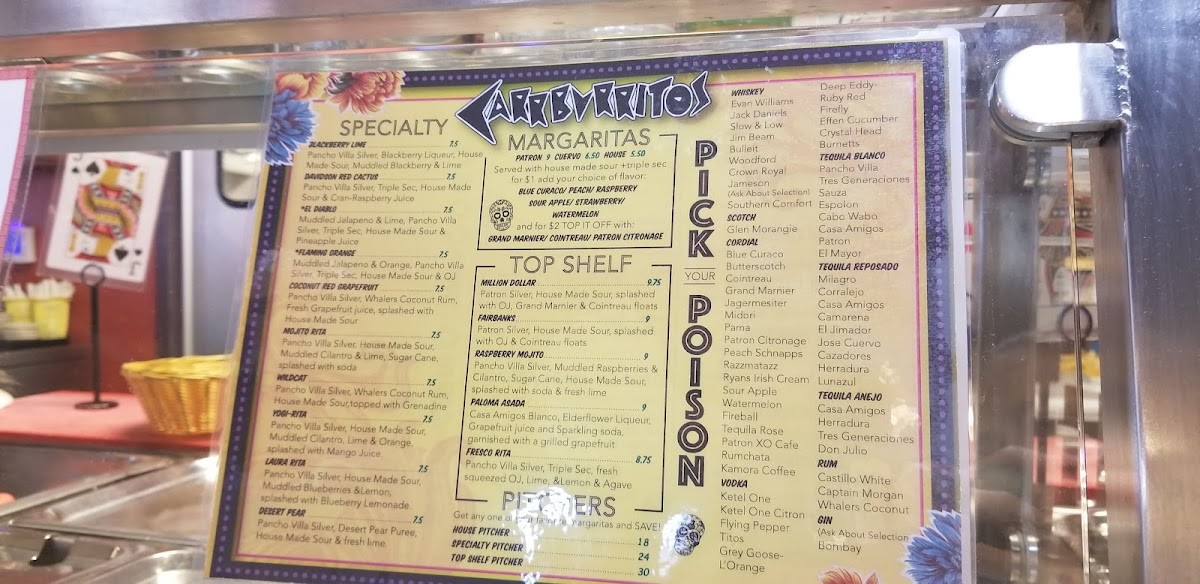 CARRBURRITOS
SPECIALTY
BLACKBERRY LIME 7.5
Pancho Villa Silver, Blackberry Liqueur, House
Made Sour, Muddled Blackberry & Lime
DAVIDSON RED CACTUS 7.5
Pancho Villa Silver, Triple Sec, House Made
Sour & Cran-Raspberry Juice
*EL DIABLO 7.5
Muddled Jalapeno & Lime, Pancho Villa
Silver, Triple Sec, House Made Sour &
Pineapple Juice
*FLAMING ORANGE 7.5
Muddled Jalapeno & Orange, Pancho Villa
Silver, Triple Sec, House Made Sour & OJ
COCONUT RED GRAPEFRUIT 7.5
Pancho Villa Silver, Whalers Coconut Rum,
Fresh Grapefruit juice, splashed with
House Made Sour
MOJITO RITA 7.5
Pancho Villa Silver, House Made Sour,
Muddled Cilantro & Lime, Sugar Cane,
splashed with soda
WILDCAT 7.5
Pancho Villa Silver, Whalers Coconut Rum,
House Made Sour,topped with Grenadine
YOGI-RITA 7.5
Pancho Villa Silver, House Made Sour,
Muddled Cilantro, Lime & Orange,
splashed with Mango Juice
LAURA RITA 7.5
Pancho Villa Silver, House Made Sour,
Muddled Blueberries &Lemon,
splashed with Blueberry Lemonade
DESERT PEAR 7.5
Pancho Villa Silver, Desert Pear Puree,
House Made Sour & fresh lime.
MARGARITAS
PATRON 9 CUERVO 6.50 HOUSE 5.50
Served with house made sour +triple sec
for $1 add your choice of flavor:
BLUE CURACO/ PEACH/ RASPBERRY
SOUR APPLE/ STRAWBERRY/
WATERMELON
and for $2 TOP IT OFF with:
GRAND MARNIER/ COINTREAU/ PATRON CITRONAGE
TOP SHELF
MILLION DOLLAR 9.75
Patron Silver, House Made Sour, splashed
with OJ, Grand Marnier & Cointreau floats
FAIRBANKS 9
Patron Silver, House Made Sour, splashed
with OJ & Cointreau floats
RASPBERRY MOJITO 9
Pancho Villa Silver, Muddled Raspberries &
Cilantro, Sugar Cane, House Made Sour,
splashed with soda & fresh lime
PALOMA ASADA 9
Casa Amigos Blanco, Elderflower Liqueur,
Grapefruit juice and Sparkling soda,
garnished with a grilled grapefruit
FRESCO RITA 8.75
Pancho Villa Silver, Triple Sec, fresh
squeezed OJ, Lime, &Lemon & Agave
PITCHERS
Get any one of our favorite margaritas and SAVE!
HOUSE PITCHER 18
SPECIALTY PITCHER 24
TOP SHELF PITCHER 30
PICK
YOUR
POISON
WHISKEY
Evan Williams
Jack Daniels
Slow & Low
Jim Beam
Bulleit
Woodford
Crown Royal
Jameson
(Ask About Selection)
Southern Comfort
SCOTCH
Glen Morangie
CORDIAL
Blue Curaco
Butterscotch
Cointreau
Grand Marnier
Jagermesiter
Midori
Pama
Patron Citronage
Peach Schnapps
Razzmatazz
Ryans Irish Cream
Sour Apple
Watermelon
Fireball
Tequila Rose
Patron XO Cafe
Rumchata
Kamora Coffee
VODKA
Ketel One
Ketel One Citron
Flying Pepper
Titos
Grey Goose-
L'Orange
Deep Eddy-
Ruby Red
Firefly
Effen Cucumber
Crystal Head
Burnetts
TEQUILA BLANCO
Pancho Villa
Tres Generaciones
Sauza
Espolon
Cabo Wabo
Casa Amigos
Patron
El Mayor
TEQUILA REPOSADO
Milagro
Corralejo
Casa Amigos
Camarena
El Jimador
Jose Cuervo
Cazadores
Herradura
Lunazul
TEQUILA ANEJO
Casa Amigos
Herradura
Tres Generaciones
Don Julio
RUM
Castillo White
Captain Morgan
Whalers Coconut
GIN
(Ask About Selection
Bombay